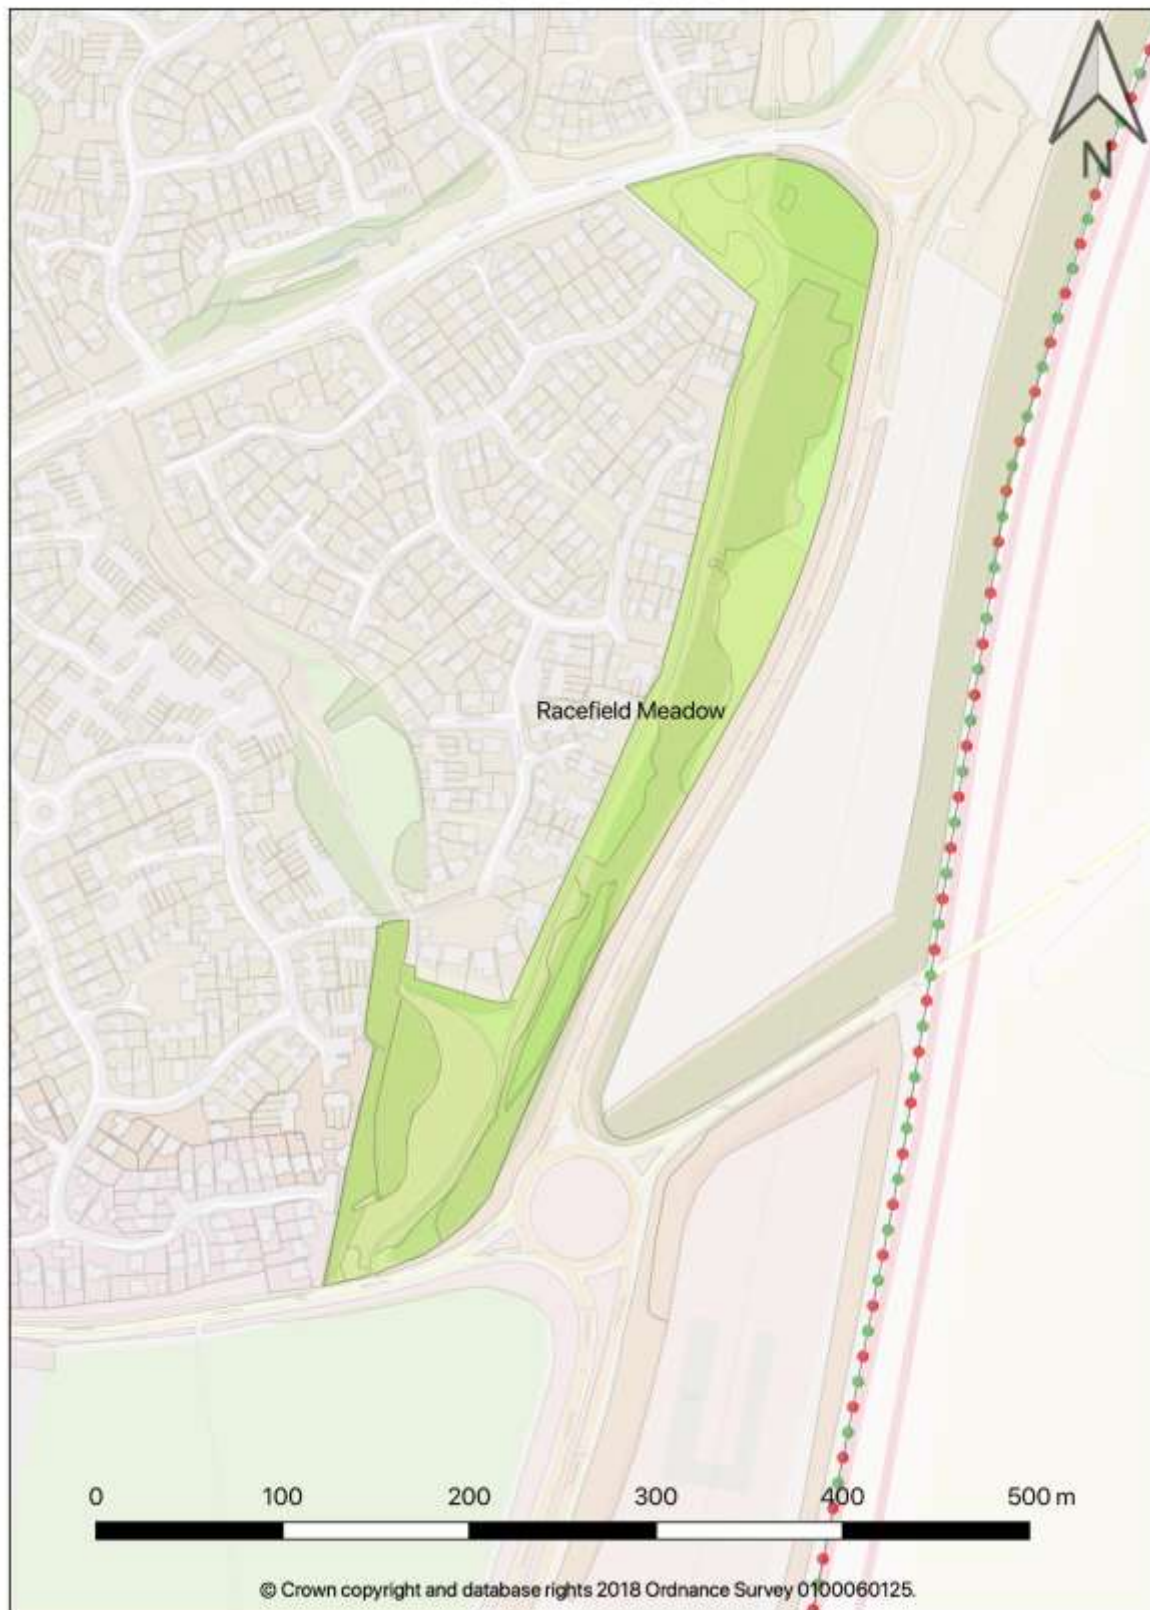 N
Racefield Meadow
0 100 200 300 400 500 m
© Crown copyright and database rights 2018 Ordnance Survey 0100060125.